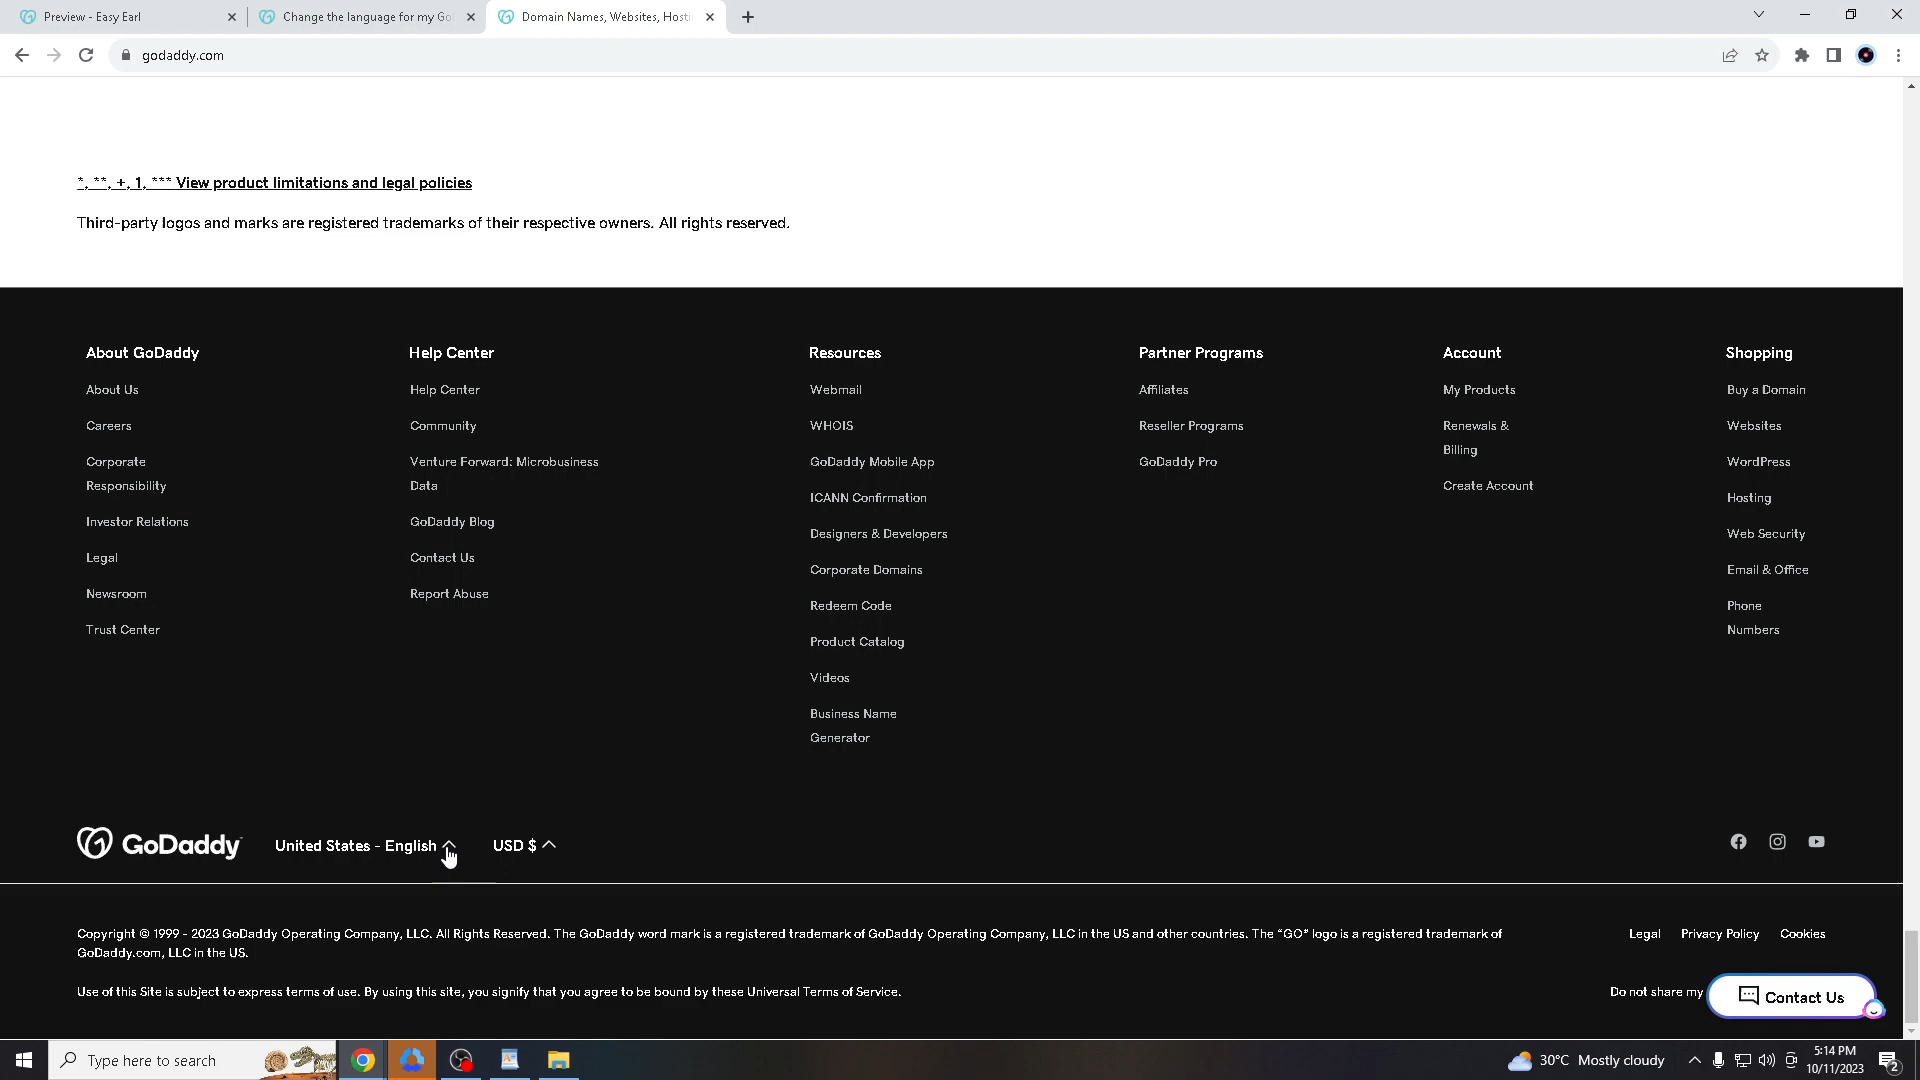 Preview - Easy Earl
Change the language for my Go
Domain Names, Websites, Hosti
godaddy.com
*, **, +, 1, *** View product limitations and legal policies
Third-party logos and marks are registered trademarks of their respective owners. All rights reserved.
About GoDaddy
About Us
Careers
Corporate
Responsibility
Investor Relations
Legal
Newsroom
Trust Center
Help Center
Help Center
Community
Venture Forward: Microbusiness
Data
GoDaddy Blog
Contact Us
Report Abuse
Resources
Webmail
WHOIS
GoDaddy Mobile App
ICANN Confirmation
Designers & Developers
Corporate Domains
Redeem Code
Product Catalog
Videos
Business Name
Generator
Partner Programs
Affiliates
Reseller Programs
GoDaddy Pro
Account
My Products
Renewals &
Billing
Create Account
Shopping
Buy a Domain
Websites
WordPress
Hosting
Web Security
Email & Office
Phone
Numbers
GoDaddy
United States - English
USD $
Copyright © 1999 - 2023 GoDaddy Operating Company, LLC. All Rights Reserved. The GoDaddy word mark is a registered trademark of GoDaddy Operating Company, LLC in the US and other countries. The “GO” logo is a registered trademark of
GoDaddy.com, LLC in the US.
Legal Privacy Policy Cookies
Use of this Site is subject to express terms of use. By using this site, you signify that you agree to be bound by these Universal Terms of Service.
Do not share my
Contact Us
Type here to search
30°C Mostly cloudy
5:14 PM
10/11/2023
2